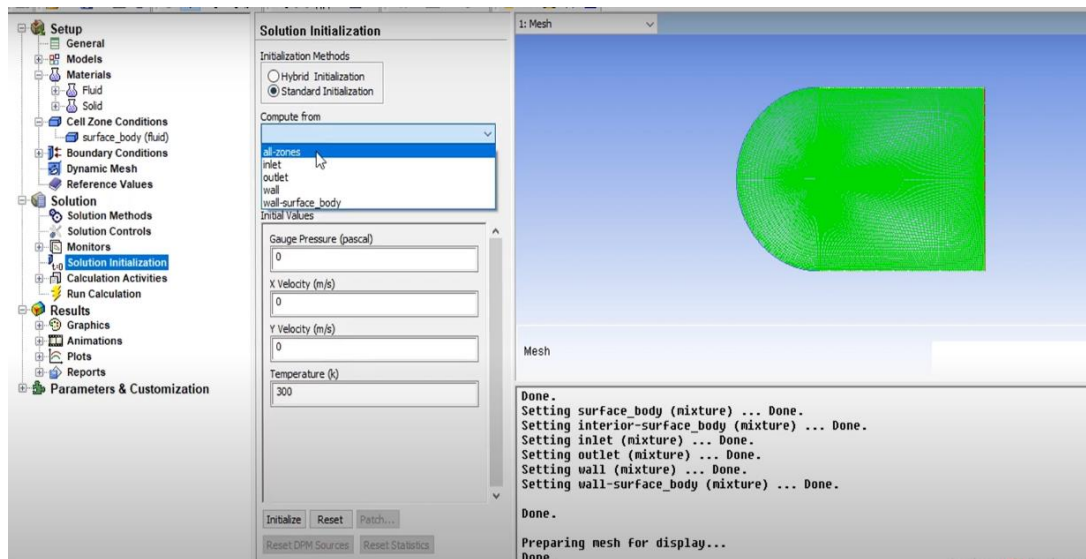 Setup
General
Models
Materials
Fluid
Solid
Cell Zone Conditions
surface_body (fluid)
Boundary Conditions
Dynamic Mesh
Reference Values
Solution
Solution Methods
Solution Controls
Monitors
Solution Initialization
Calculation Activities
Run Calculation
Results
Graphics
Animations
Plots
Reports
Parameters & Customization
Solution Initialization
Initialization Methods
Hybrid Initialization
Standard Initialization
Compute from
all-zones
inlet
outlet
wall
wall-surface_body
Initial Values
Gauge Pressure (pascal)
0
X Velocity (m/s)
0
Y Velocity (m/s)
0
Temperature (k)
300
Initialize Reset Patch...
Reset DPM Sources Reset Statistics
1: Mesh
Mesh
Done.
Setting surface_body (mixture) ... Done.
Setting interior-surface_body (mixture) ... Done.
Setting inlet (mixture) ... Done.
Setting outlet (mixture) ... Done.
Setting wall (mixture) ... Done.
Setting wall-surface_body (mixture) ... Done.
Done.
Preparing mesh for display...
Done.